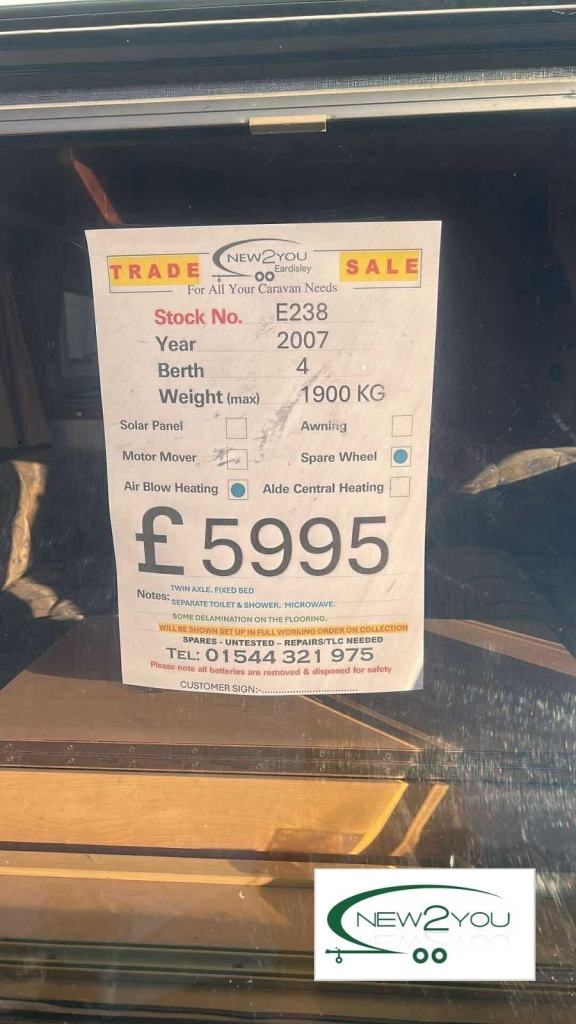 TRADE NEW2YOU SALE
Eardisley
For All Your Caravan Needs
Stock No. E238
Year 2007
Berth 4
Weight (max) 1900 KG
Solar Panel Awning
Motor Mover Spare Wheel
Air Blow Heating Alde Central Heating
£5995
Notes: TWIN AXLE. FIXED BED
SEPARATE TOILET & SHOWER. MICROWAVE.
SOME DELAMINATION ON THE FLOORING.
WILL BE SHOWN SET UP IN FULL WORKING ORDER ON COLLECTION
SPARES - UNTESTED - REPAIRS/TLC NEEDED
TEL: 01544 321 975
Please note all batteries are removed & disposed for safety
CUSTOMER SIGN:-................................
NEW2YOU